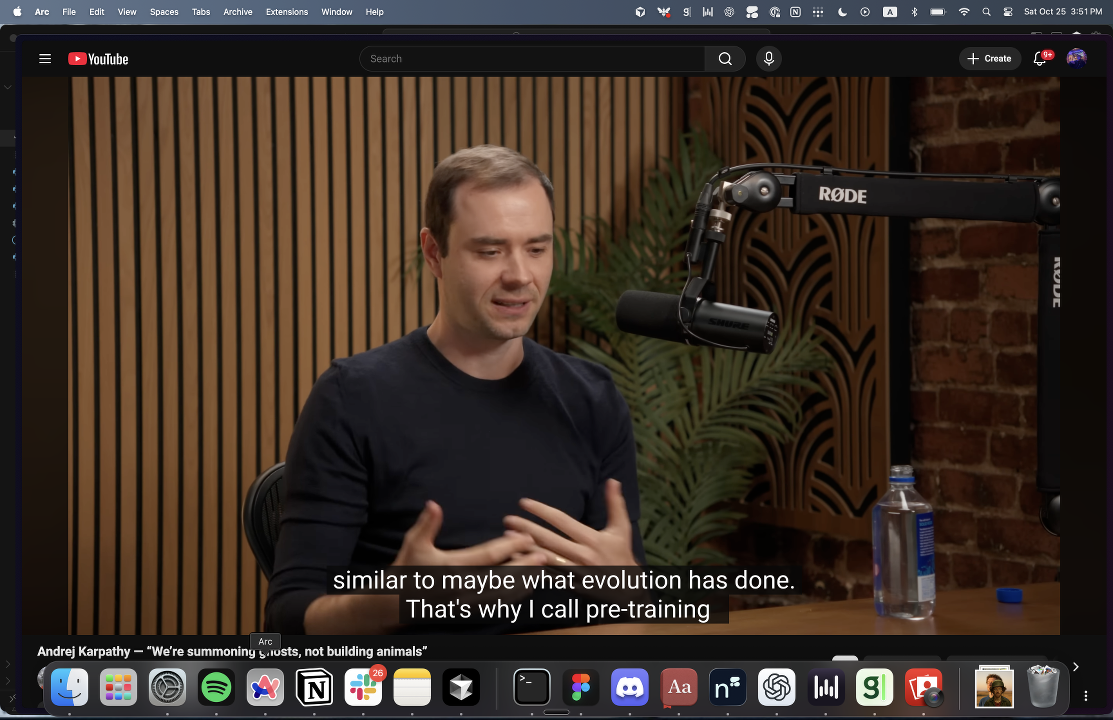 Arc File Edit View Spaces Tabs Archive Extensions Window Help
A
Sat Oct 25 3:51 PM
YouTube
Search
Create
9+
RØDE
RØDE
SHURE
similar to maybe what evolution has done.
That's why I call pre-training
Andrej Karpathy — “We’re summoning ghosts, not building animals”
Arc
26
Aa